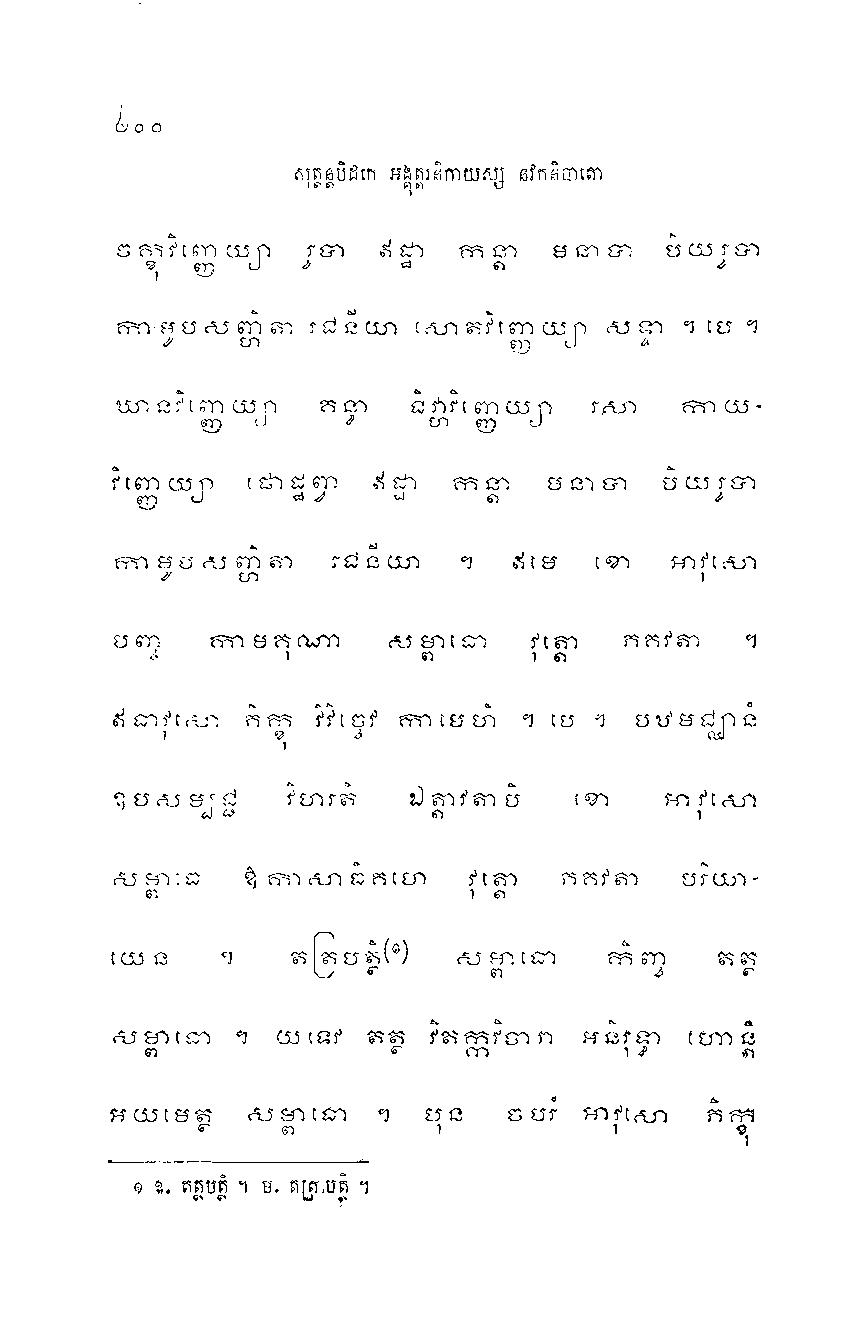 ៤០០
សុត្តន្តបិដកេ អង្គុត្តរនិកាយស្ស នវកនិបាតោ
ចក្ខុវិញ្ញេយ្យា រូបា ឥដ្ឋា កន្តា មនាបា បិយរូបា
កាមូបសញ្ហិតា រជនីយា សោតវិញ្ញេយ្យា សទ្ទា ។ បេ ។
ឃានវិញ្ញេយ្យា គន្ធា ជិវ្ហាវិញ្ញេយ្យា រសា កាយ-
វិញ្ញេយ្យា ផោដ្ឋព្វា ឥដ្ឋា កន្តា មនាបា បិយរូបា
កាមូបសញ្ហិតា រជនីយា ។ ឥមេ ខោ អាវុសោ
បញ្ច កាមគុណា សម្ពាធោ វុត្តោ ភគវតា ។
ឥធាវុសោ ភិក្ខុ វិវិច្ចេវ កាមេហិ ។ បេ ។ បឋមជ្ឈានំ
ឧបសម្បជ្ជ វិហរតិ ឯត្តាវតាបិ ខោ អាវុសោ
សម្ពាធេ ឱកាសាធិគមោ វុត្តោ ភគវតា បរិយា-
យេន ។ តត្របត្ថិ(១) សម្ពាធោ កិញ្ច តត្ថ
សម្ពាធោ ។ យទេវ តត្ថ វិតក្កវិចារា អនិរុទ្ធា ហោន្តិ
អយមេត្ថ សម្ពាធោ ។ បុន ចបរំ អាវុសោ ភិក្ខុ
១ ឱ. តត្ថបត្ថិ ។ ម. តត្របត្ថិ ។